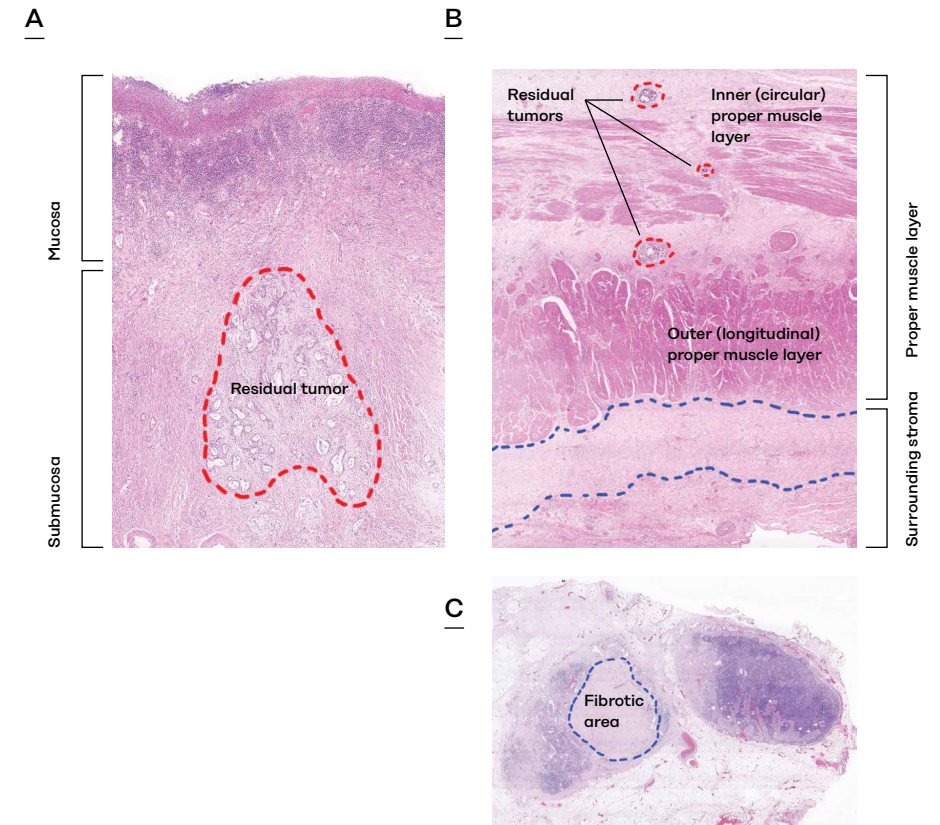 A
B
Mucosa
Submucosa
Residual tumor
Residual
tumors
Inner (circular)
proper muscle
layer
Outer (longitudinal)
proper muscle layer
Proper muscle layer
Surrounding stroma
C
Fibrotic
area